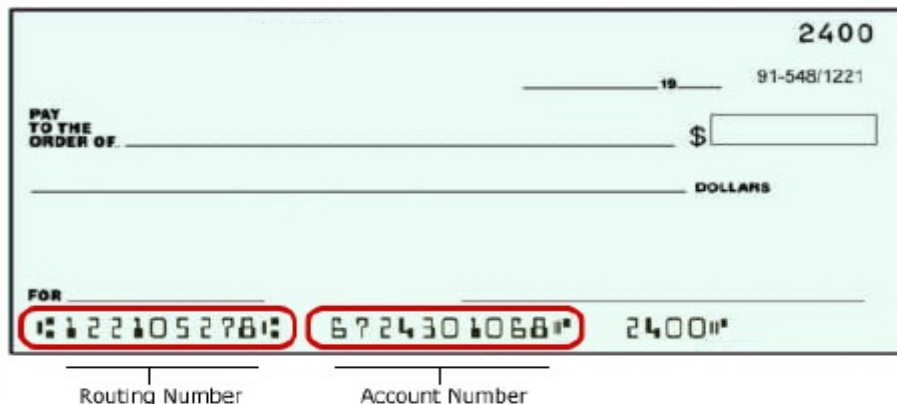 2400
19 91-548/1221
PAY
TO THE
ORDER OF $
DOLLARS
FOR
⑆122105278⑆ 6724301068⑈ 2400⑈
Routing Number Account Number